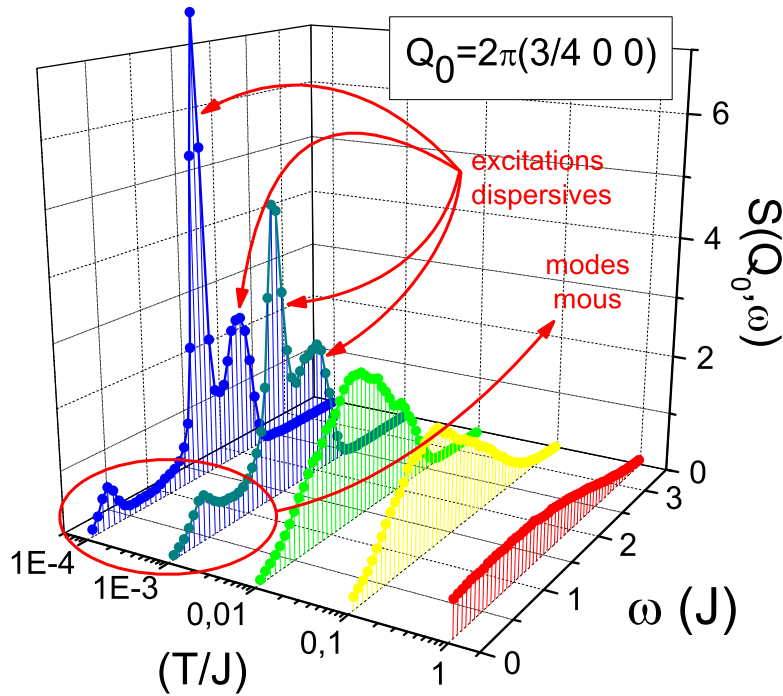 Q₀=2π(3/4 0 0)
6
excitations
dispersives
4
S(Q₀,ω)
modes
mous
2
0
3
2
1
0
ω (J)
1E-4
1E-3
0,01
0,1
1
(T/J)